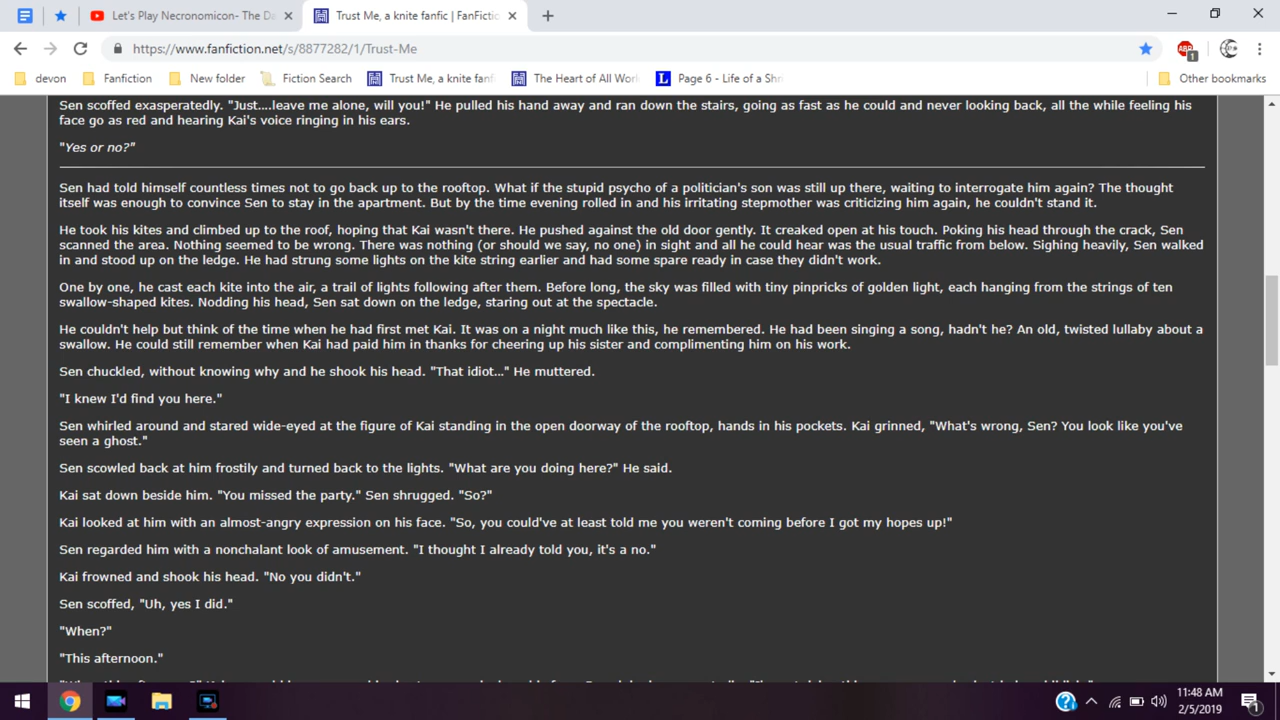 Let's Play Necronomicon- The Da
Trust Me, a knite fanfic | FanFictio
https://www.fanfiction.net/s/8877282/1/Trust-Me
ABP
1
devon
Fanfiction
New folder
Fiction Search
Trust Me, a knite fanf
The Heart of All Work
L
Page 6 - Life of a Shri
Other bookmarks
Sen scoffed exasperatedly. "Just....leave me alone, will you!" He pulled his hand away and ran down the stairs, going as fast as he could and never looking back, all the while feeling his
face go as red and hearing Kai's voice ringing in his ears.
"Yes or no?"
Sen had told himself countless times not to go back up to the rooftop. What if the stupid psycho of a politician's son was still up there, waiting to interrogate him again? The thought
itself was enough to convince Sen to stay in the apartment. But by the time evening rolled in and his irritating stepmother was criticizing him again, he couldn't stand it.
He took his kites and climbed up to the roof, hoping that Kai wasn't there. He pushed against the old door gently. It creaked open at his touch. Poking his head through the crack, Sen
scanned the area. Nothing seemed to be wrong. There was nothing (or should we say, no one) in sight and all he could hear was the usual traffic from below. Sighing heavily, Sen walked
in and stood up on the ledge. He had strung some lights on the kite string earlier and had some spare ready in case they didn't work.
One by one, he cast each kite into the air, a trail of lights following after them. Before long, the sky was filled with tiny pinpricks of golden light, each hanging from the strings of ten
swallow-shaped kites. Nodding his head, Sen sat down on the ledge, staring out at the spectacle.
He couldn't help but think of the time when he had first met Kai. It was on a night much like this, he remembered. He had been singing a song, hadn't he? An old, twisted lullaby about a
swallow. He could still remember when Kai had paid him in thanks for cheering up his sister and complimenting him on his work.
Sen chuckled, without knowing why and he shook his head. "That idiot..." He muttered.
"I knew I'd find you here."
Sen whirled around and stared wide-eyed at the figure of Kai standing in the open doorway of the rooftop, hands in his pockets. Kai grinned, "What's wrong, Sen? You look like you've
seen a ghost."
Sen scowled back at him frostily and turned back to the lights. "What are you doing here?" He said.
Kai sat down beside him. "You missed the party." Sen shrugged. "So?"
Kai looked at him with an almost-angry expression on his face. "So, you could've at least told me you weren't coming before I got my hopes up!"
Sen regarded him with a nonchalant look of amusement. "I thought I already told you, it's a no."
Kai frowned and shook his head. "No you didn't."
Sen scoffed, "Uh, yes I did."
"When?"
"This afternoon."
11:48 AM
2/5/2019
1